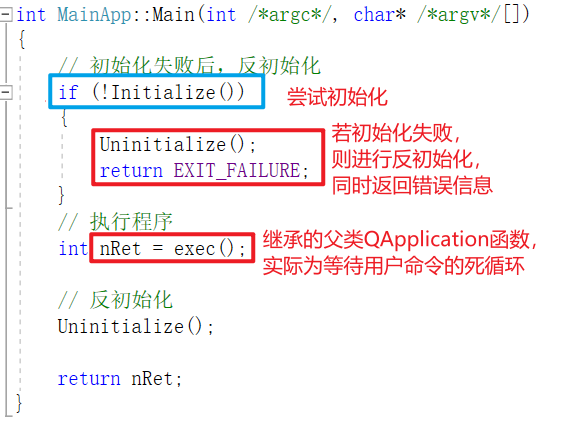 int MainApp::Main(int /*argc*/, char* /*argv*/[])
{
// 初始化失败后，反初始化
if (!Initialize())
尝试初始化
{
Uninitialize();
return EXIT_FAILURE;
若初始化失败，
则进行反初始化，
同时返回错误信息
}
// 执行程序
int nRet = exec();
继承的父类QApplication函数，
实际为等待用户命令的死循环
// 反初始化
Uninitialize();
return nRet;
}